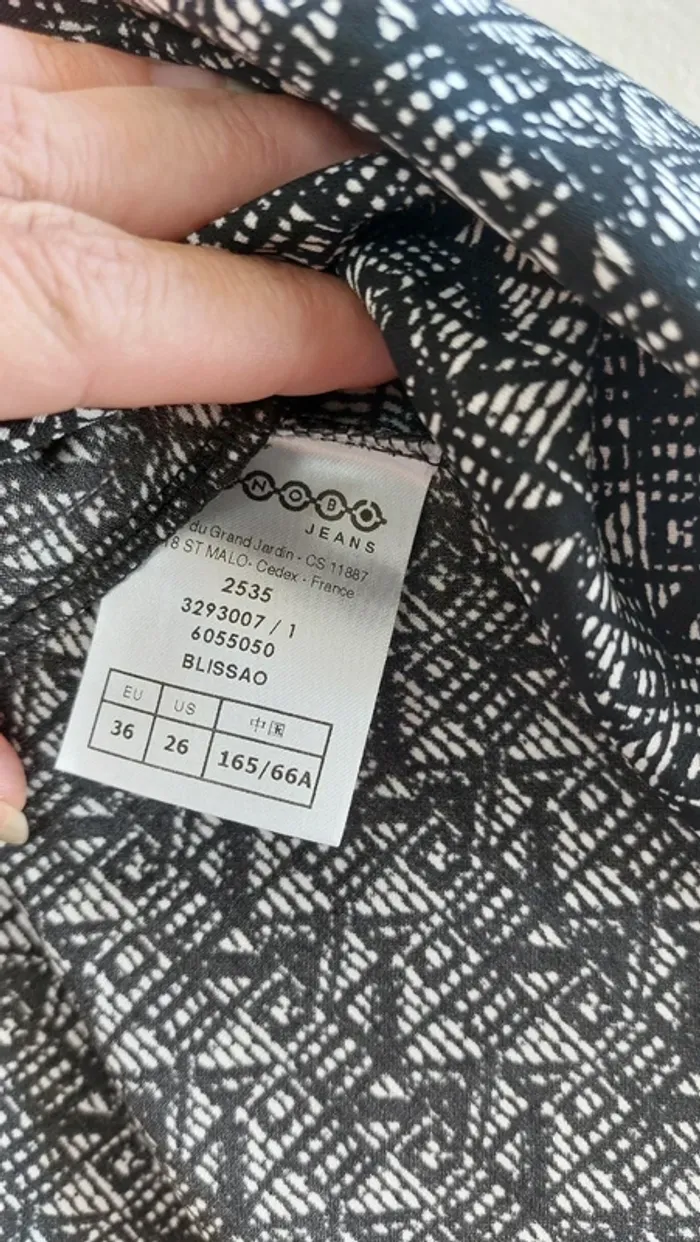 NOBO
JEANS
du Grand Jardin - CS 11887
18 ST MALO- Cedex - France
2535
3293007 / 1
6055050
BLISSAO
EU US 中国
36 26 165/66A